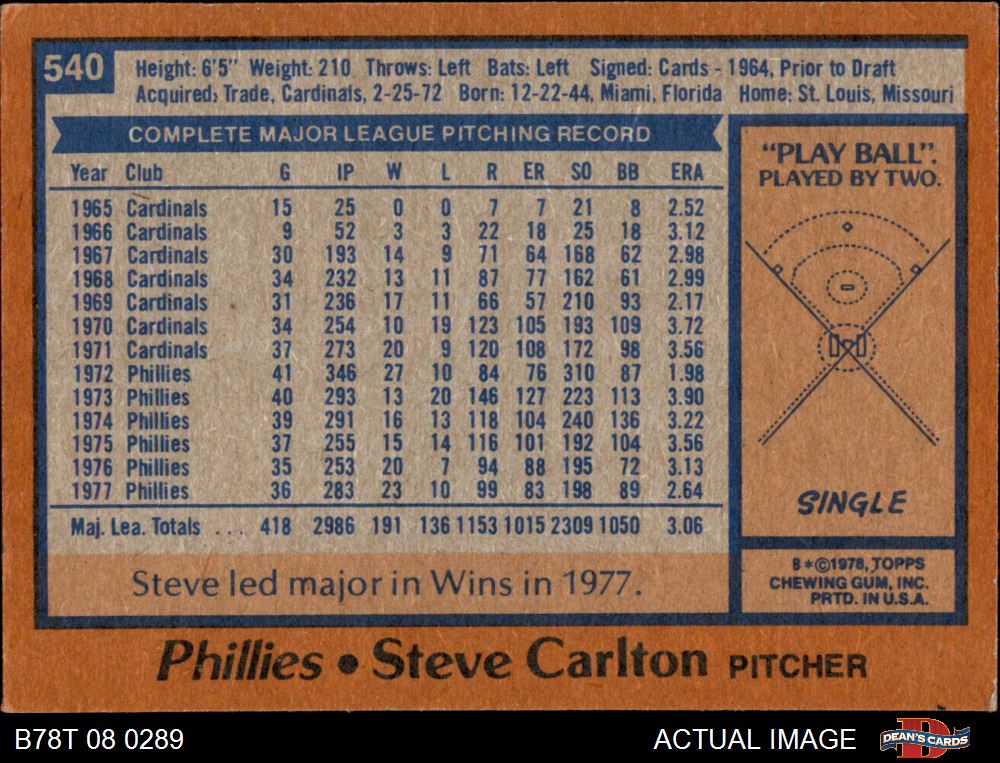 540
Height: 6'5" Weight: 210 Throws: Left Bats: Left Signed: Cards - 1964, Prior to Draft
Acquired: Trade, Cardinals, 2-25-72 Born: 12-22-44, Miami, Florida Home: St. Louis, Missouri
COMPLETE MAJOR LEAGUE PITCHING RECORD
Year Club G IP W L R ER SO BB ERA
1965 Cardinals 15 25 0 0 7 7 21 8 2.52
1966 Cardinals 9 52 3 3 22 18 25 18 3.12
1967 Cardinals 30 193 14 9 71 64 168 62 2.98
1968 Cardinals 34 232 13 11 87 77 162 61 2.99
1969 Cardinals 31 236 17 11 66 57 210 93 2.17
1970 Cardinals 34 254 10 19 123 105 193 109 3.72
1971 Cardinals 37 273 20 9 120 108 172 98 3.56
1972 Phillies 41 346 27 10 84 76 310 87 1.98
1973 Phillies 40 293 13 20 146 127 223 113 3.90
1974 Phillies 39 291 16 13 118 104 240 136 3.22
1975 Phillies 37 255 15 14 116 101 192 104 3.56
1976 Phillies 35 253 20 7 94 88 195 72 3.13
1977 Phillies 36 283 23 10 99 83 198 89 2.64
Maj. Lea. Totals ... 418 2986 191 136 1153 1015 2309 1050 3.06
Steve led major in Wins in 1977.
"PLAY BALL".
PLAYED BY TWO.
SINGLE
B*©1978, TOPPS
CHEWING GUM, INC.
PRTD. IN U.S.A.
Phillies • Steve Carlton PITCHER
B78T 08 0289
ACTUAL IMAGE
DEAN'S CARDS